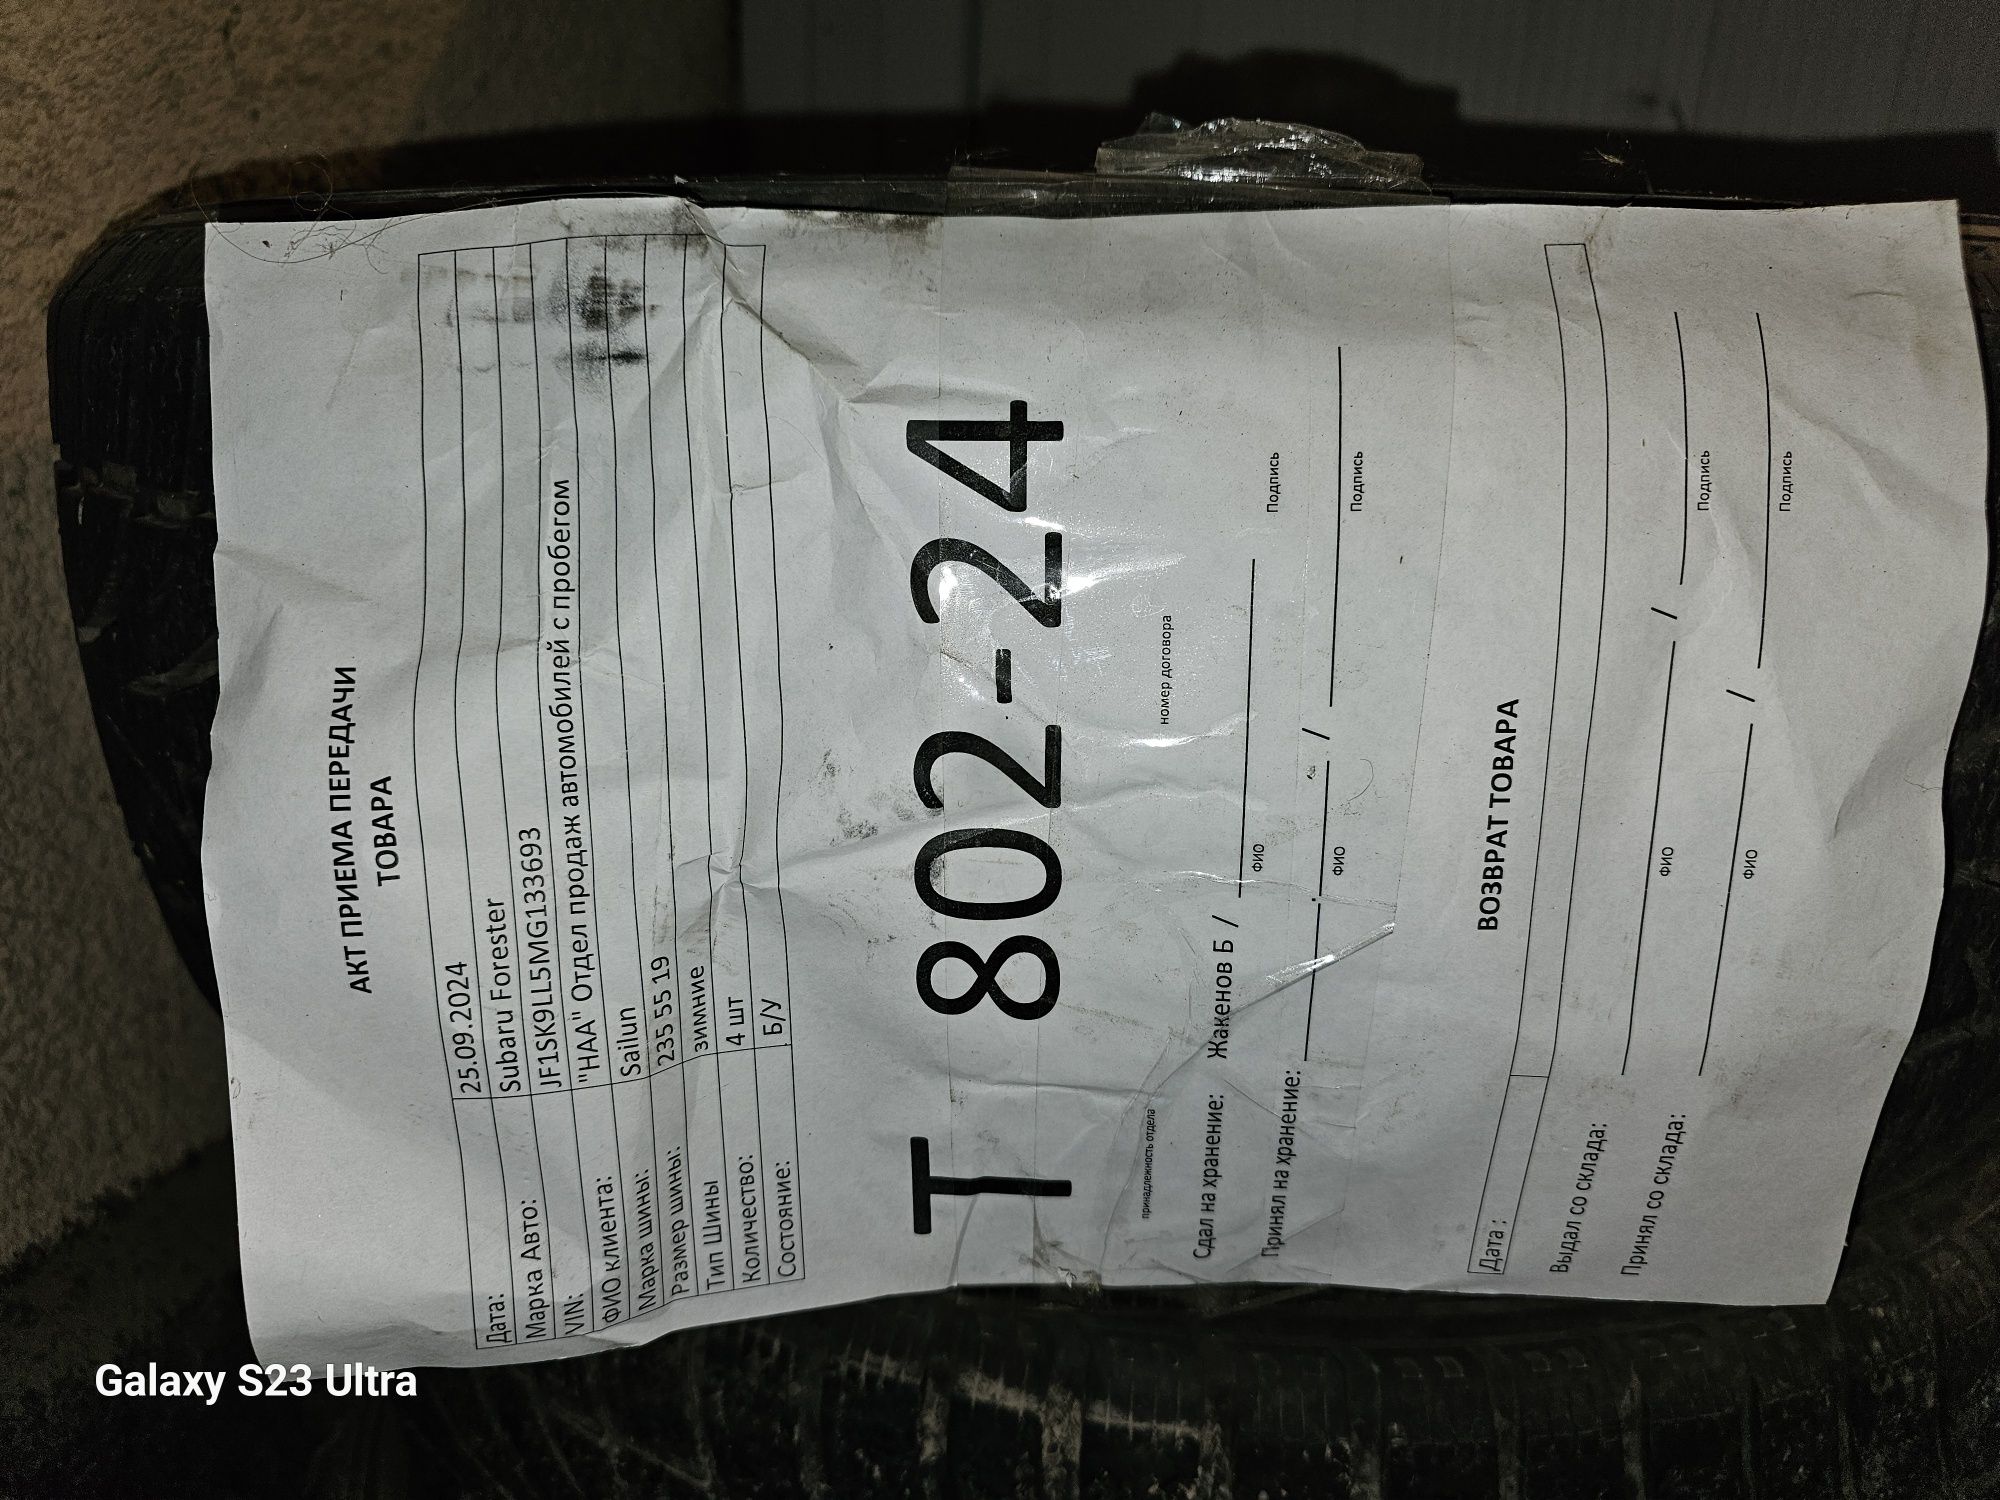 АКТ ПРИЕМА ПЕРЕДАЧИ
ТОВАРА
Дата: 25.09.2024
Марка Авто: Subaru Forester
VIN: JF1SK9LL5MG133693
ФИО клиента: "НАА" Отдел продаж автомобилей с пробегом
Марка шины: Sailun
Размер шины: 235 55 19
Тип Шины зимние
Количество: 4 шт
Состояние: Б/У
Т 802-24
принадлежность отдела номер договора
Сдал на хранение: Жакенов Б /
ФИО Подпись
Принял на хранение: /
ФИО Подпись
ВОЗВРАТ ТОВАРА
Дата :
Выдал со склада: /
ФИО Подпись
Принял со склада: /
ФИО Подпись
Galaxy S23 Ultra